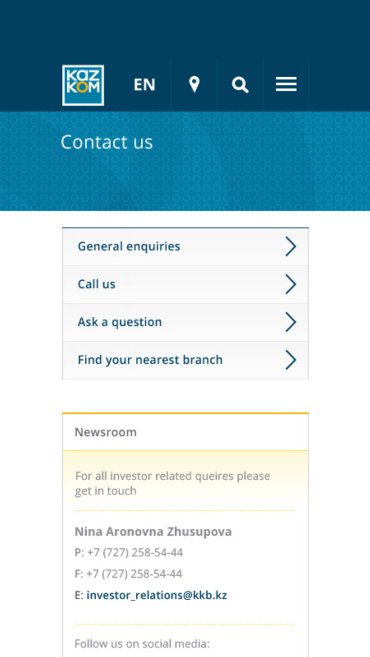 KAZ
KOM
EN
Contact us
General enquiries
Call us
Ask a question
Find your nearest branch
Newsroom
For all investor related queires please
get in touch
Nina Aronovna Zhusupova
P: +7 (727) 258-54-44
F: +7 (727) 258-54-44
E: investor_relations@kkb.kz
Follow us on social media: